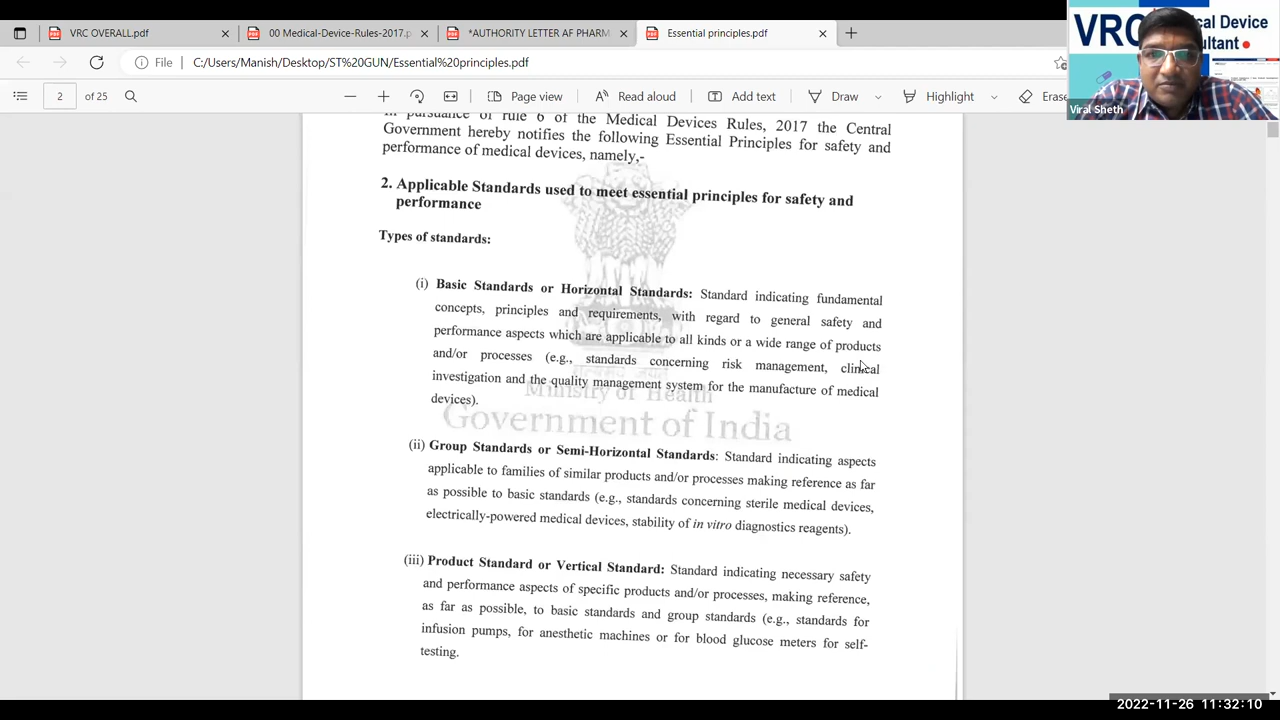 VRC OVERALL.pdf
00 Medical-Device-Rules-2017...
*AUTHORITY LETTER AF PHARM
Essential principles.pdf
File
C:/Users/Manish/Desktop/ST%20GUN/Essential%20principles.pdf
2
of 25
Page view
Read aloud
Add text
Draw
Highlight
Erase
VRC
ical Device
ultant
Viral Sheth
In pursuance of rule 6 of the Medical Devices Rules, 2017 the Central
Government hereby notifies the following Essential Principles for safety and
performance of medical devices, namely,-
2. Applicable Standards used to meet essential principles for safety and
performance
Types of standards:
(i) Basic Standards or Horizontal Standards: Standard indicating fundamental
concepts, principles and requirements, with regard to general safety and
performance aspects which are applicable to all kinds or a wide range of products
and/or processes (e.g., standards concerning risk management, clinical
investigation and the quality management system for the manufacture of medical
devices).
Ministry of Health
Government of India
(ii) Group Standards or Semi-Horizontal Standards: Standard indicating aspects
applicable to families of similar products and/or processes making reference as far
as possible to basic standards (e.g., standards concerning sterile medical devices,
electrically-powered medical devices, stability of in vitro diagnostics reagents).
(iii) Product Standard or Vertical Standard: Standard indicating necessary safety
and performance aspects of specific products and/or processes, making reference,
as far as possible, to basic standards and group standards (e.g., standards for
infusion pumps, for anesthetic machines or for blood glucose meters for self-
testing.
2022-11-26 11:32:10